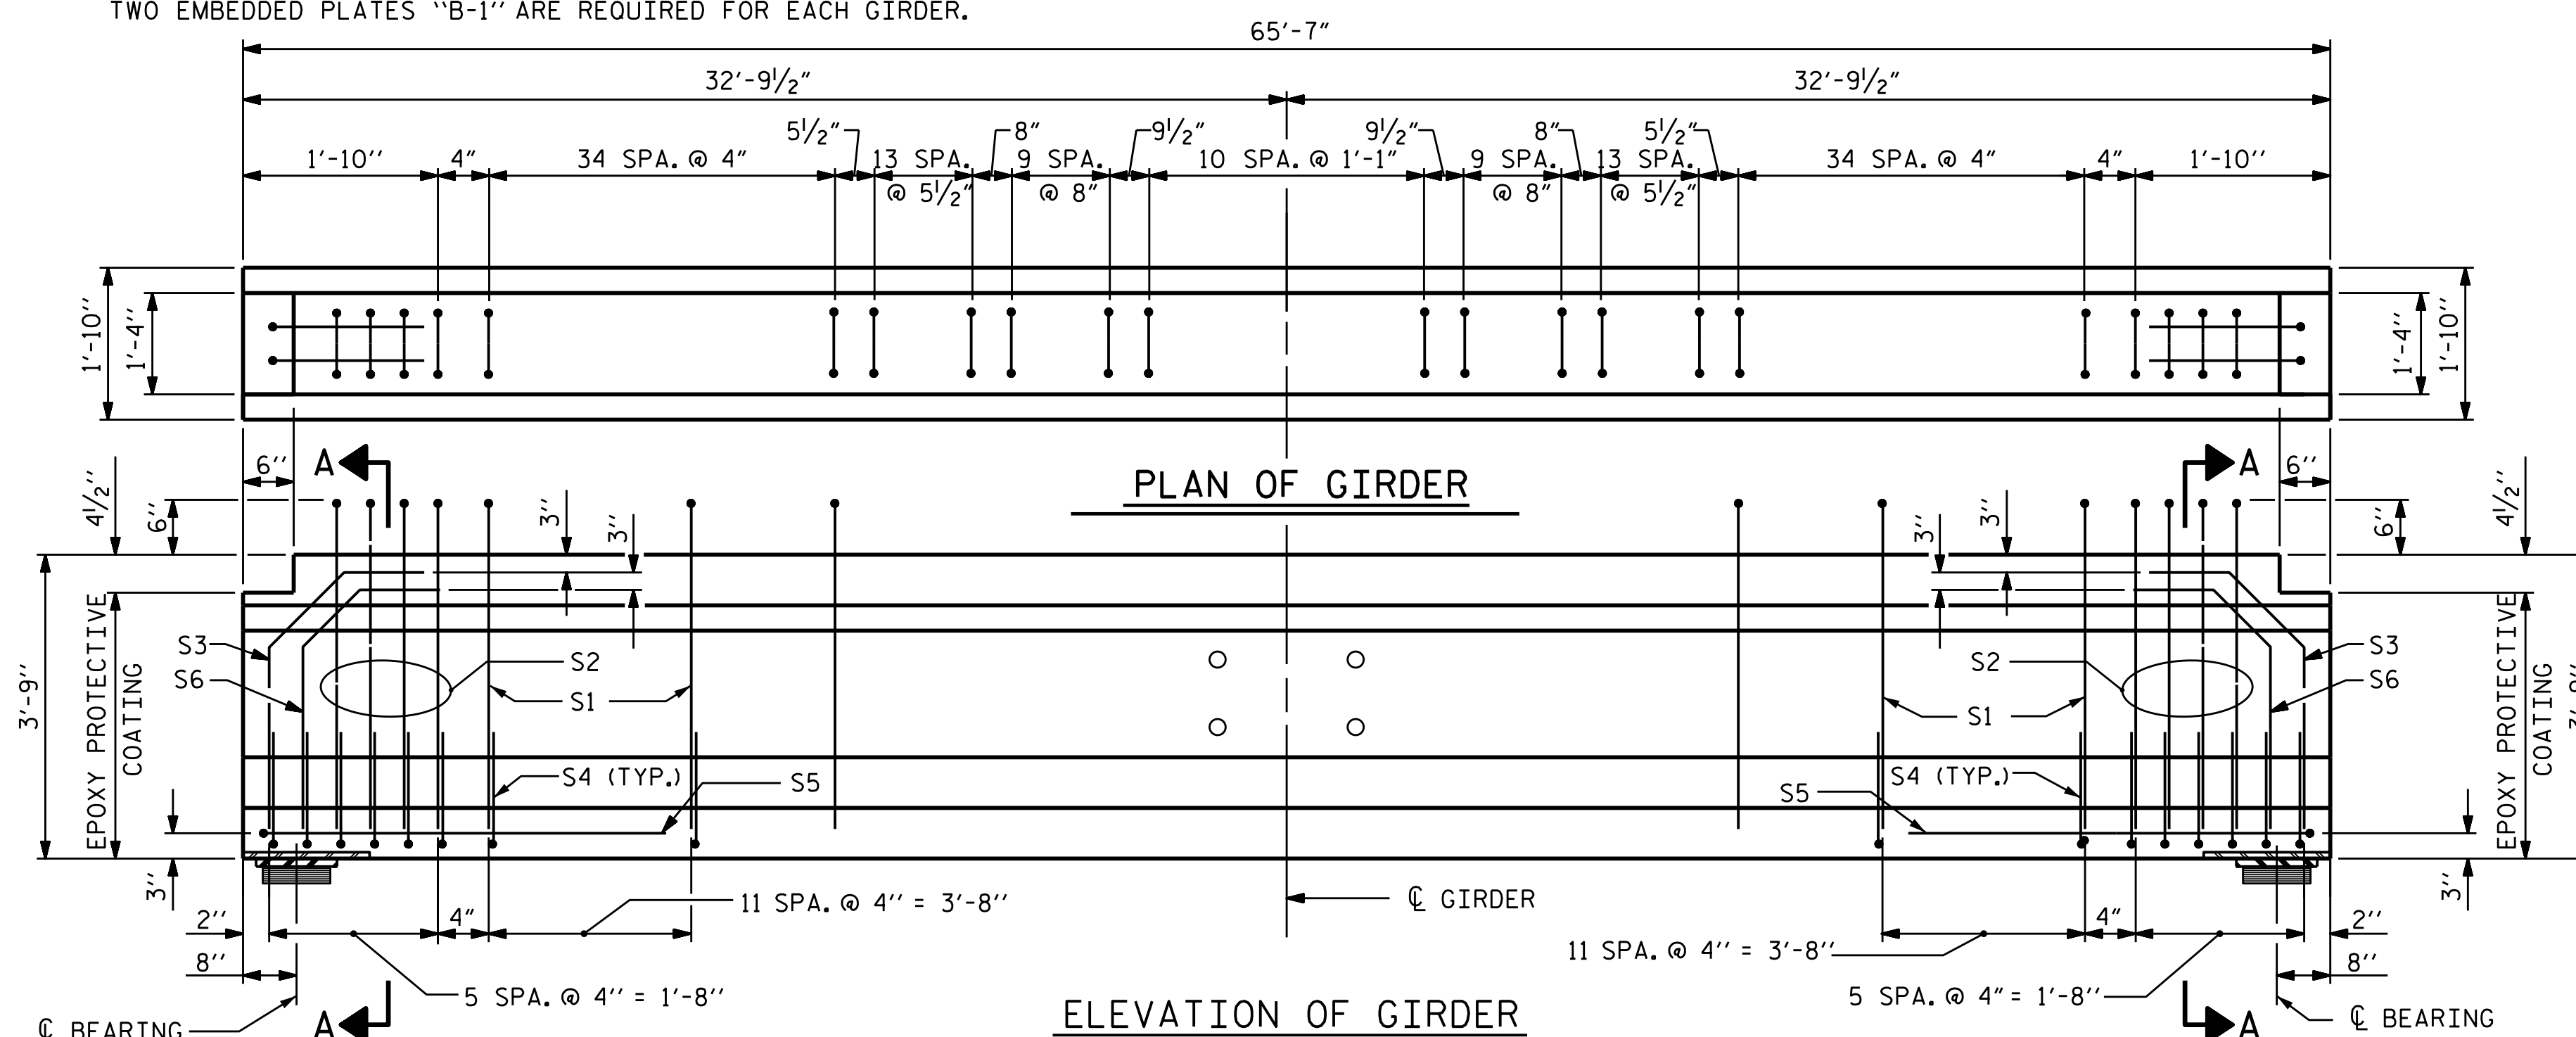 TWO EMBEDDED PLATES "B-1" ARE REQUIRED FOR EACH GIRDER.
65'-7"
32'-9½" 32'-9½"
5½" 8" 9½" 9½" 8" 5½"
1'-10" 4" 34 SPA. @ 4" 13 SPA. 9 SPA. 10 SPA. @ 1'-1" 9 SPA. 13 SPA. 34 SPA. @ 4" 4" 1'-10"
@ 5½" @ 8" @ 8" @ 5½"
1'-10"
1'-4"
1'-4"
1'-10"
PLAN OF GIRDER
A
A
6"
6"
4½"
6"
3"
3"
3"
3"
6"
4½"
3'-9"
EPOXY PROTECTIVE
COATING
S3
S6
S2
S1
S4 (TYP.)
S5
S2
S1
S4 (TYP.)
S5
S3
S6
EPOXY PROTECTIVE
COATING
3"
3"
2"
4"
11 SPA. @ 4" = 3'-8"
℄ GIRDER
11 SPA. @ 4" = 3'-8"
4"
2"
8"
8"
5 SPA. @ 4" = 1'-8"
5 SPA. @ 4" = 1'-8"
℄ BEARING
A
ELEVATION OF GIRDER
A
℄ BEARING